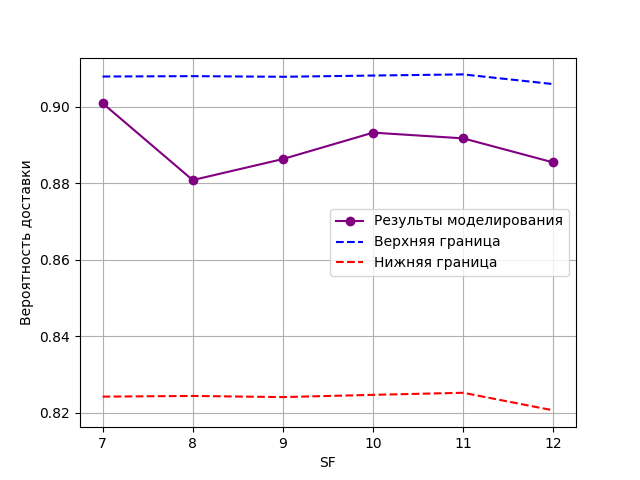 0.90
0.88
0.86
0.84
0.82
Вероятность доставки
Результы моделирования
Верхняя граница
Нижняя граница
7 8 9 10 11 12
SF